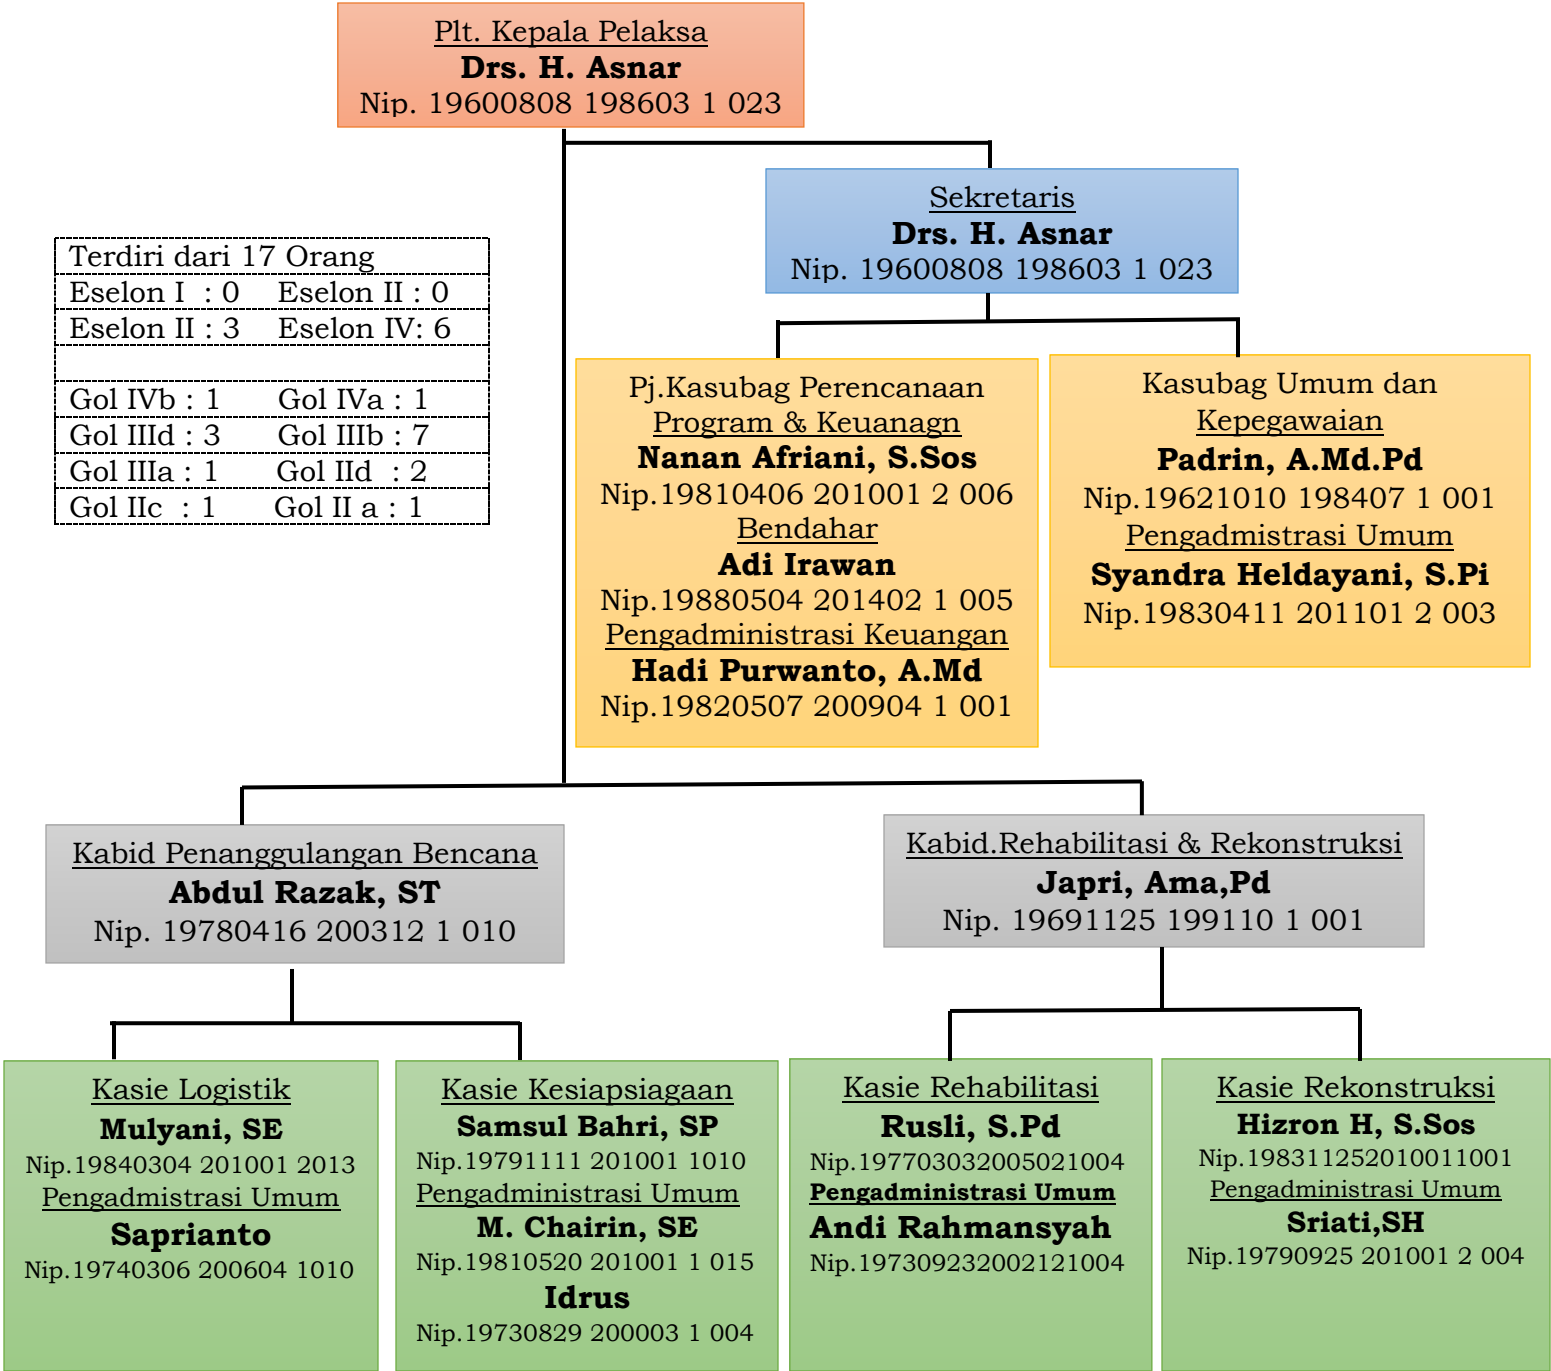 Plt. Kepala Pelaksa
Drs. H. Asnar
Nip. 19600808 198603 1 023
Sekretaris
Drs. H. Asnar
Nip. 19600808 198603 1 023
Terdiri dari 17 Orang
Eselon I : 0 Eselon II : 0
Eselon II : 3 Eselon IV: 6
Gol IVb : 1 Gol IVa : 1
Gol IIId : 3 Gol IIIb : 7
Gol IIIa : 1 Gol IId : 2
Gol IIc : 1 Gol II a : 1
Pj.Kasubag Perencanaan
Program & Keuanagn
Nanan Afriani, S.Sos
Nip.19810406 201001 2 006
Bendahar
Adi Irawan
Nip.19880504 201402 1 005
Pengadministrasi Keuangan
Hadi Purwanto, A.Md
Nip.19820507 200904 1 001
Kasubag Umum dan
Kepegawaian
Padrin, A.Md.Pd
Nip.19621010 198407 1 001
Pengadmistrasi Umum
Syandra Heldayani, S.Pi
Nip.19830411 201101 2 003
Kabid Penanggulangan Bencana
Abdul Razak, ST
Nip. 19780416 200312 1 010
Kabid.Rehabilitasi & Rekonstruksi
Japri, Ama,Pd
Nip. 19691125 199110 1 001
Kasie Logistik
Mulyani, SE
Nip.19840304 201001 2013
Pengadmistrasi Umum
Saprianto
Nip.19740306 200604 1010
Kasie Kesiapsiagaan
Samsul Bahri, SP
Nip.19791111 201001 1010
Pengadministrasi Umum
M. Chairin, SE
Nip.19810520 201001 1 015
Idrus
Nip.19730829 200003 1 004
Kasie Rehabilitasi
Rusli, S.Pd
Nip.197703032005021004
Pengadministrasi Umum
Andi Rahmansyah
Nip.197309232002121004
Kasie Rekonstruksi
Hizron H, S.Sos
Nip.198311252010011001
Pengadministrasi Umum
Sriati,SH
Nip.19790925 201001 2 004